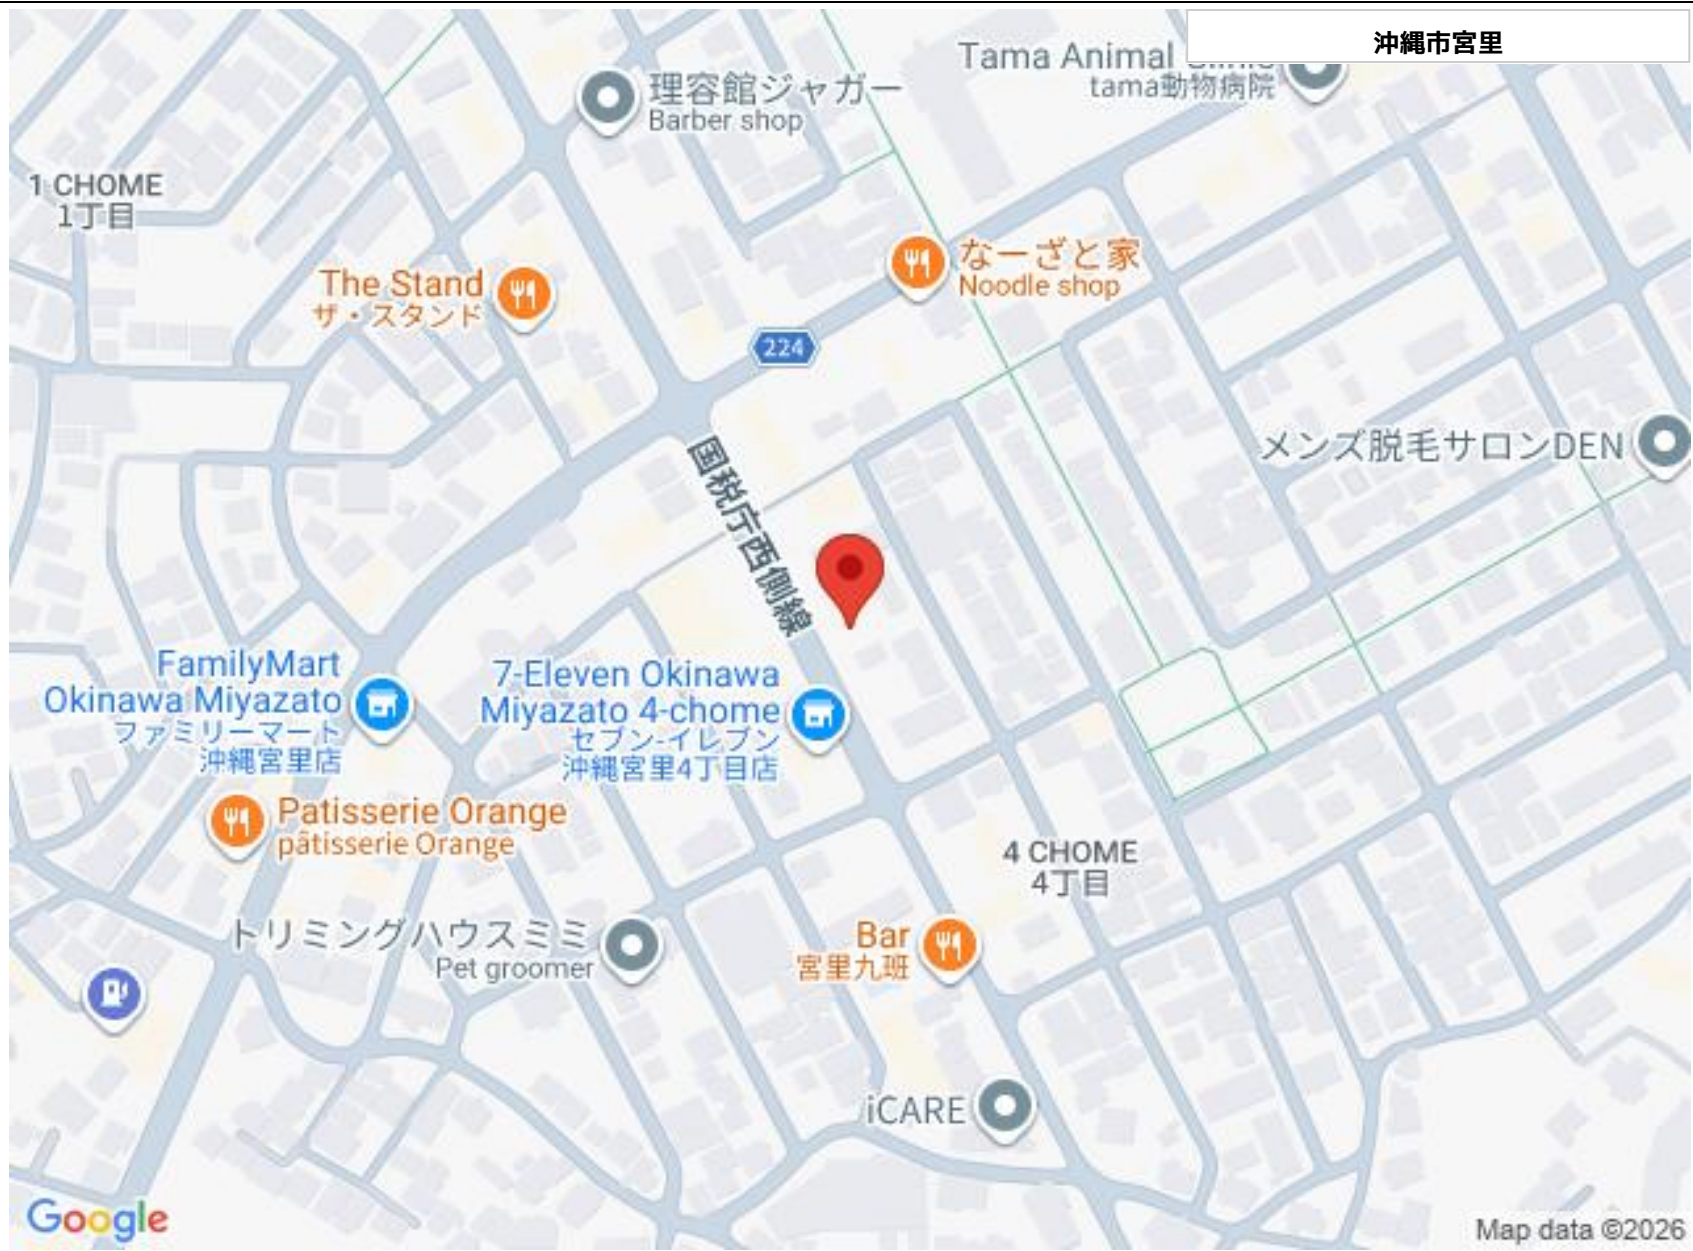 沖縄市宮里
Tama Animal
tama動物病院
理容館ジャガー
Barber shop
1 CHOME
1丁目
なーざと家
Noodle shop
The Stand
ザ・スタンド
224
メンズ脱毛サロンDEN
国税庁西側線
FamilyMart
Okinawa Miyazato
ファミリーマート
沖縄宮里店
7-Eleven Okinawa
Miyazato 4-chome
セブン-イレブン
沖縄宮里4丁目店
Patisserie Orange
pâtisserie Orange
4 CHOME
4丁目
トリミングハウスミミ
Pet groomer
Bar
宮里九班
iCARE
Google
Map data ©2026